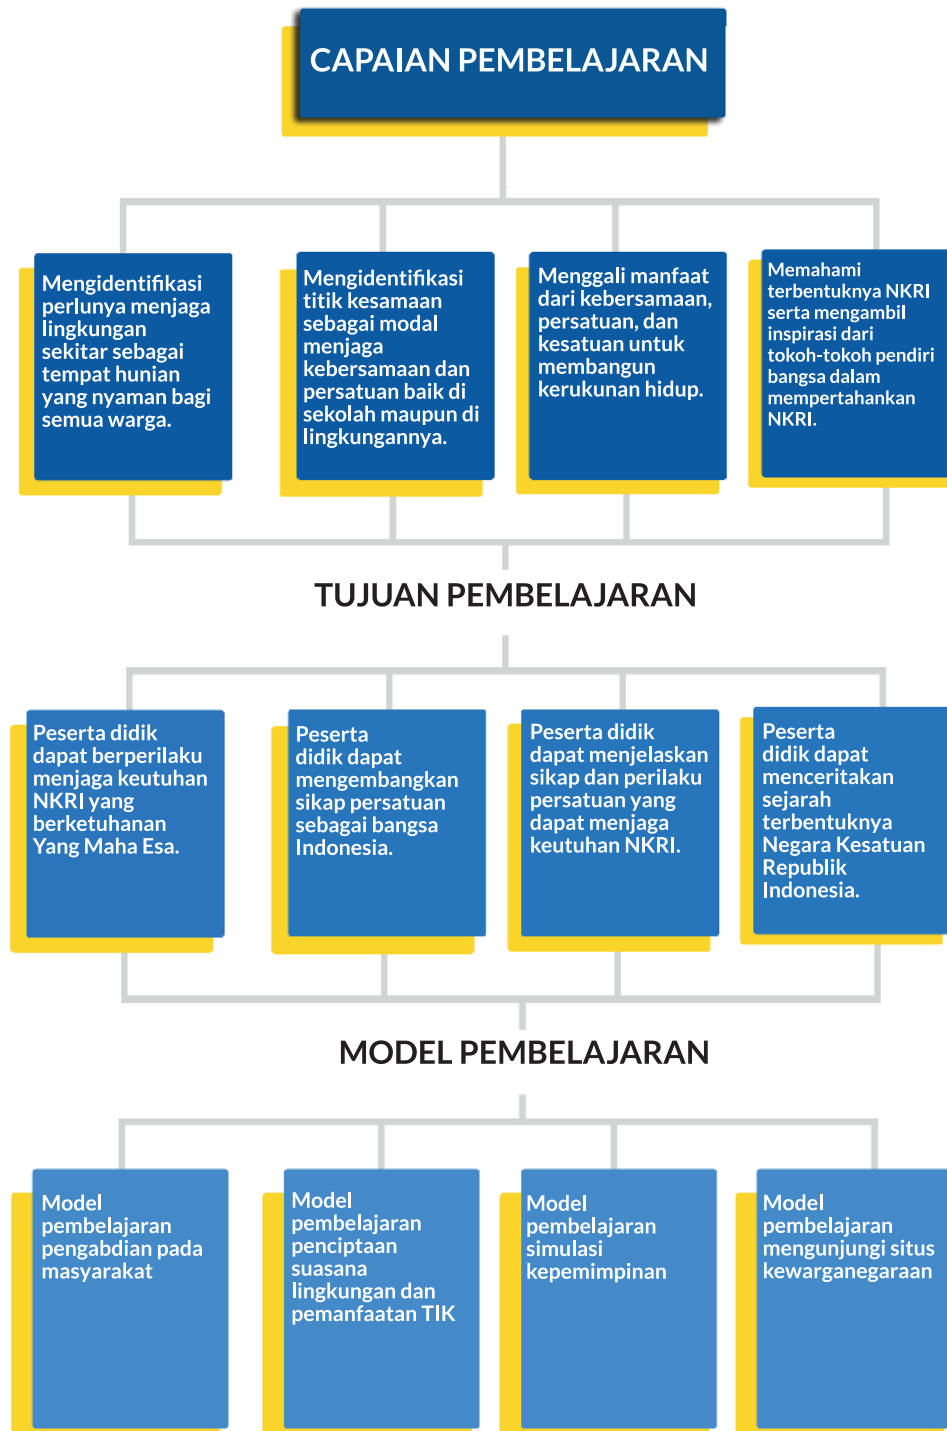 CAPAIAN PEMBELAJARAN
Mengidentifikasi
perlunya menjaga
lingkungan
sekitar sebagai
tempat hunian
yang nyaman bagi
semua warga.
Mengidentifikasi
titik kesamaan
sebagai modal
menjaga
kebersamaan dan
persatuan baik di
sekolah maupun di
lingkungannya.
Menggali manfaat
dari kebersamaan,
persatuan, dan
kesatuan untuk
membangun
kerukunan hidup.
Memahami
terbentuknya NKRI
serta mengambil
inspirasi dari
tokoh-tokoh pendiri
bangsa dalam
mempertahankan
NKRI.
TUJUAN PEMBELAJARAN
Peserta didik
dapat berperilaku
menjaga keutuhan
NKRI yang
berketuhanan
Yang Maha Esa.
Peserta
didik dapat
mengembangkan
sikap persatuan
sebagai bangsa
Indonesia.
Peserta didik
dapat menjelaskan
sikap dan perilaku
persatuan yang
dapat menjaga
keutuhan NKRI.
Peserta
didik dapat
menceritakan
sejarah
terbentuknya
Negara Kesatuan
Republik
Indonesia.
MODEL PEMBELAJARAN
Model
pembelajaran
pengabdian pada
masyarakat
Model
pembelajaran
penciptaan
suasana
lingkungan dan
pemanfaatan TIK
Model
pembelajaran
simulasi
kepemimpinan
Model
pembelajaran
mengunjungi situs
kewarganegaraan